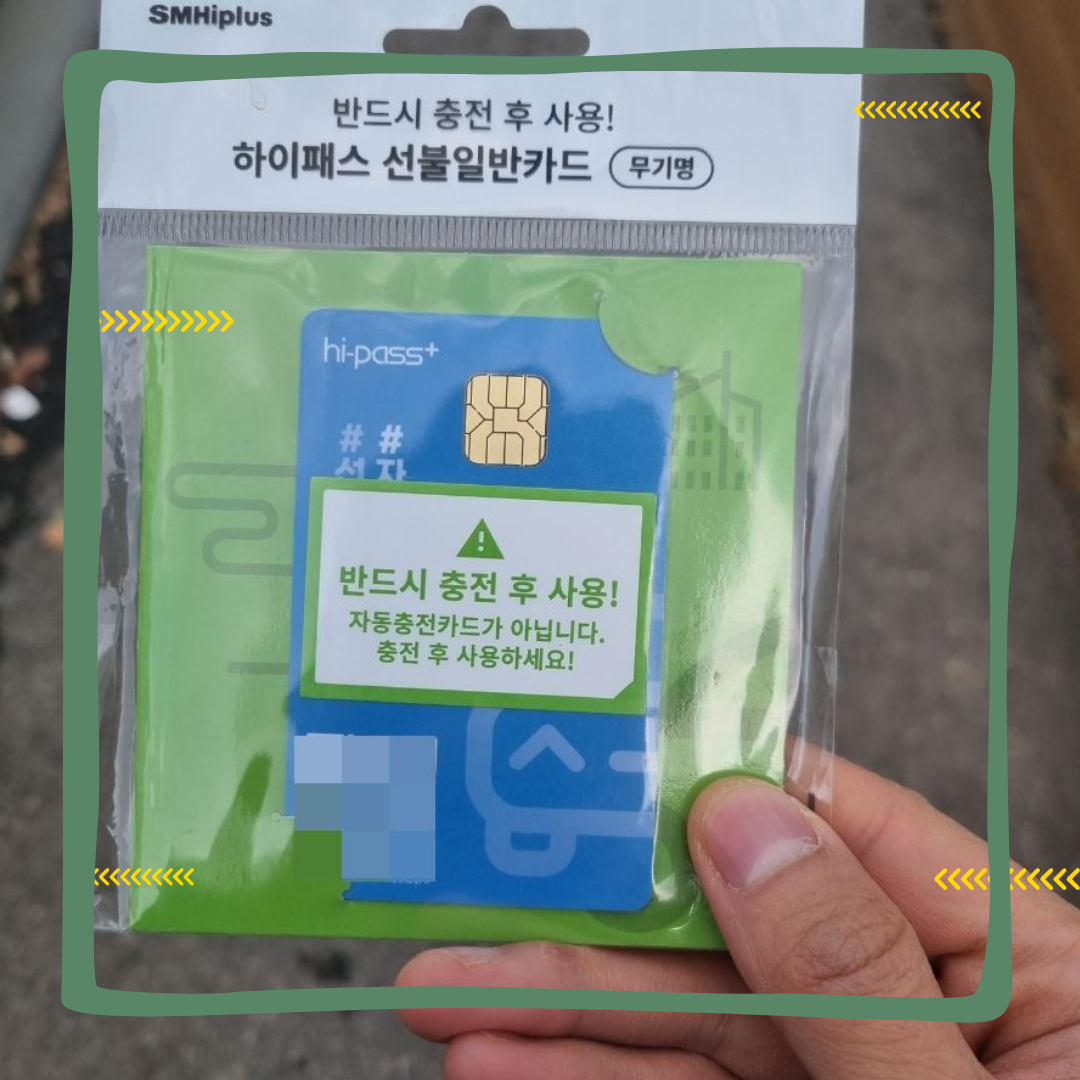 SMHiplus
반드시 충전 후 사용!
하이패스 선불일반카드 무기명
hi-pass+
# #
선 자
반드시 충전 후 사용!
자동충전카드가 아닙니다.
충전 후 사용하세요!